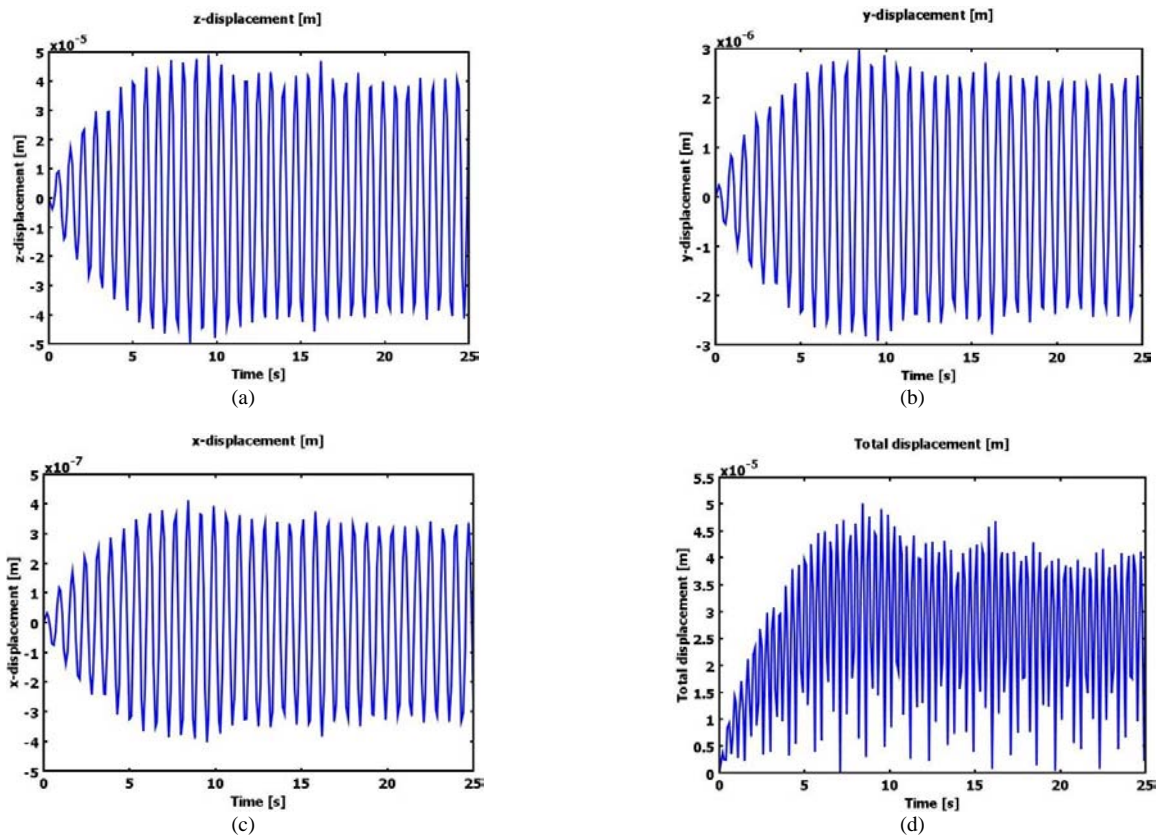 z-displacement [m]
×10⁻⁵
5
4
3
2
1
0
-1
-2
-3
-4
-5
z-displacement [m]
0 5 10 15 20 25
Time [s]
(a)
y-displacement [m]
×10⁻⁶
3
2
1
0
-1
-2
-3
y-displacement [m]
0 5 10 15 20 25
Time [s]
(b)
x-displacement [m]
×10⁻⁷
5
4
3
2
1
0
-1
-2
-3
-4
-5
x-displacement [m]
0 5 10 15 20 25
Time [s]
(c)
Total displacement [m]
×10⁻⁵
5.5
5
4.5
4
3.5
3
2.5
2
1.5
1
0.5
0
Total displacement [m]
0 5 10 15 20 25
Time [s]
(d)